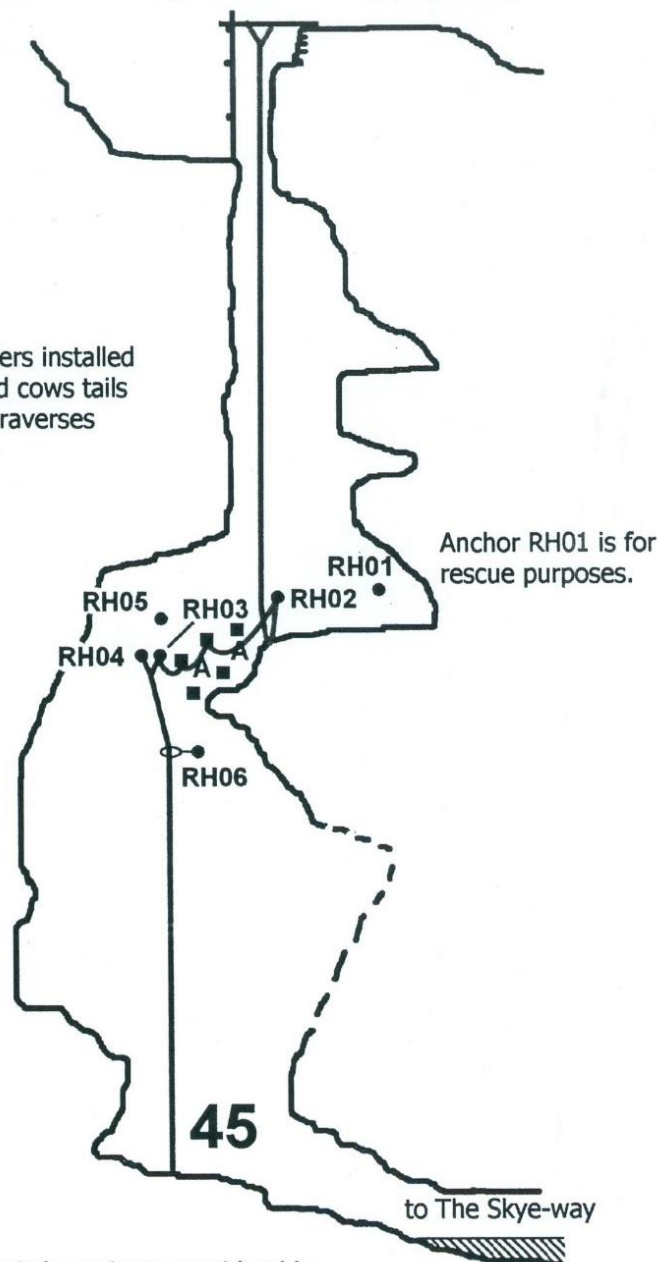 ers installed
d cows tails
raverses
Anchor RH01 is for
rescue purposes.
RH01
RH02
RH05
RH03
RH04
A
A
RH06
45
to The Skye-way